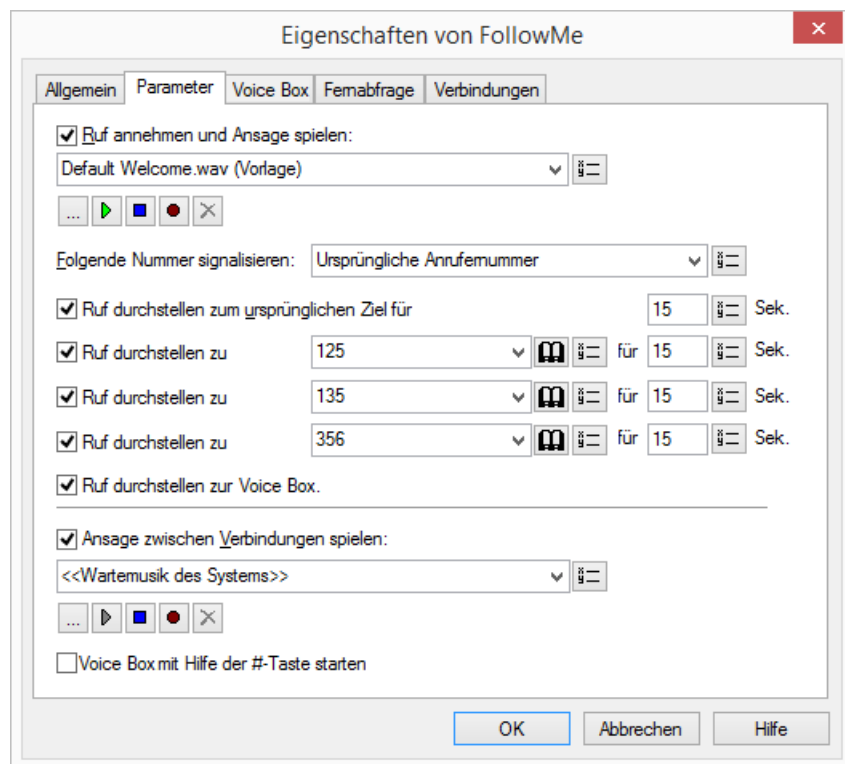 Eigenschaften von FollowMe
Allgemein Parameter Voice Box Fernabfrage Verbindungen
Ruf annehmen und Ansage spielen:
Default Welcome.wav (Vorlage)
...
Folgende Nummer signalisieren: Ursprüngliche Anrufernummer
Ruf durchstellen zum ursprünglichen Ziel für 15 Sek.
Ruf durchstellen zu 125 für 15 Sek.
Ruf durchstellen zu 135 für 15 Sek.
Ruf durchstellen zu 356 für 15 Sek.
Ruf durchstellen zur Voice Box.
Ansage zwischen Verbindungen spielen:
<<Wartemusik des Systems>>
...
Voice Box mit Hilfe der #-Taste starten
OK Abbrechen Hilfe